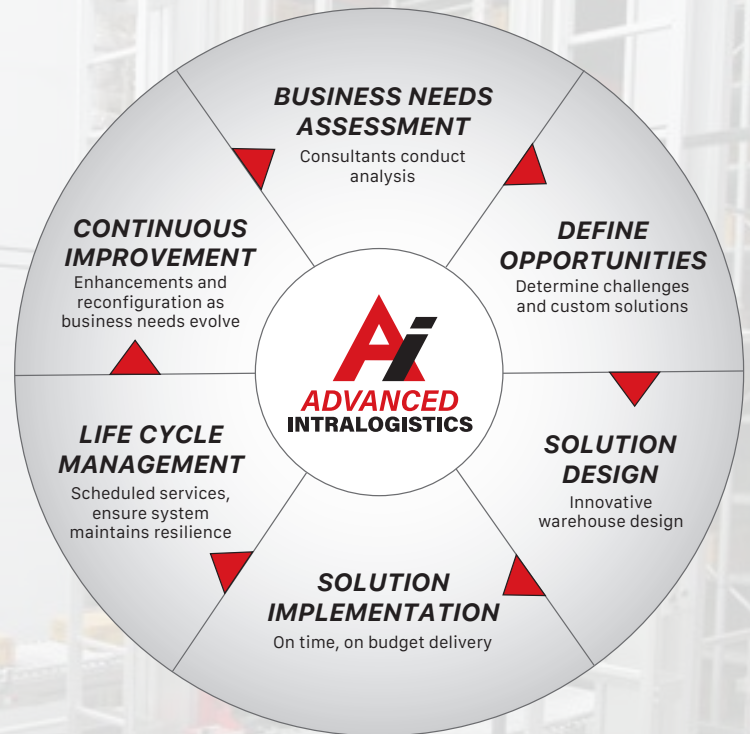 BUSINESS NEEDS
ASSESSMENT
Consultants conduct
analysis
DEFINE
OPPORTUNITIES
Determine challenges
and custom solutions
SOLUTION
DESIGN
Innovative
warehouse design
SOLUTION
IMPLEMENTATION
On time, on budget delivery
LIFE CYCLE
MANAGEMENT
Scheduled services,
ensure system
maintains resilience
CONTINUOUS
IMPROVEMENT
Enhancements and
reconfiguration as
business needs evolve
Ai
ADVANCED
INTRALOGISTICS